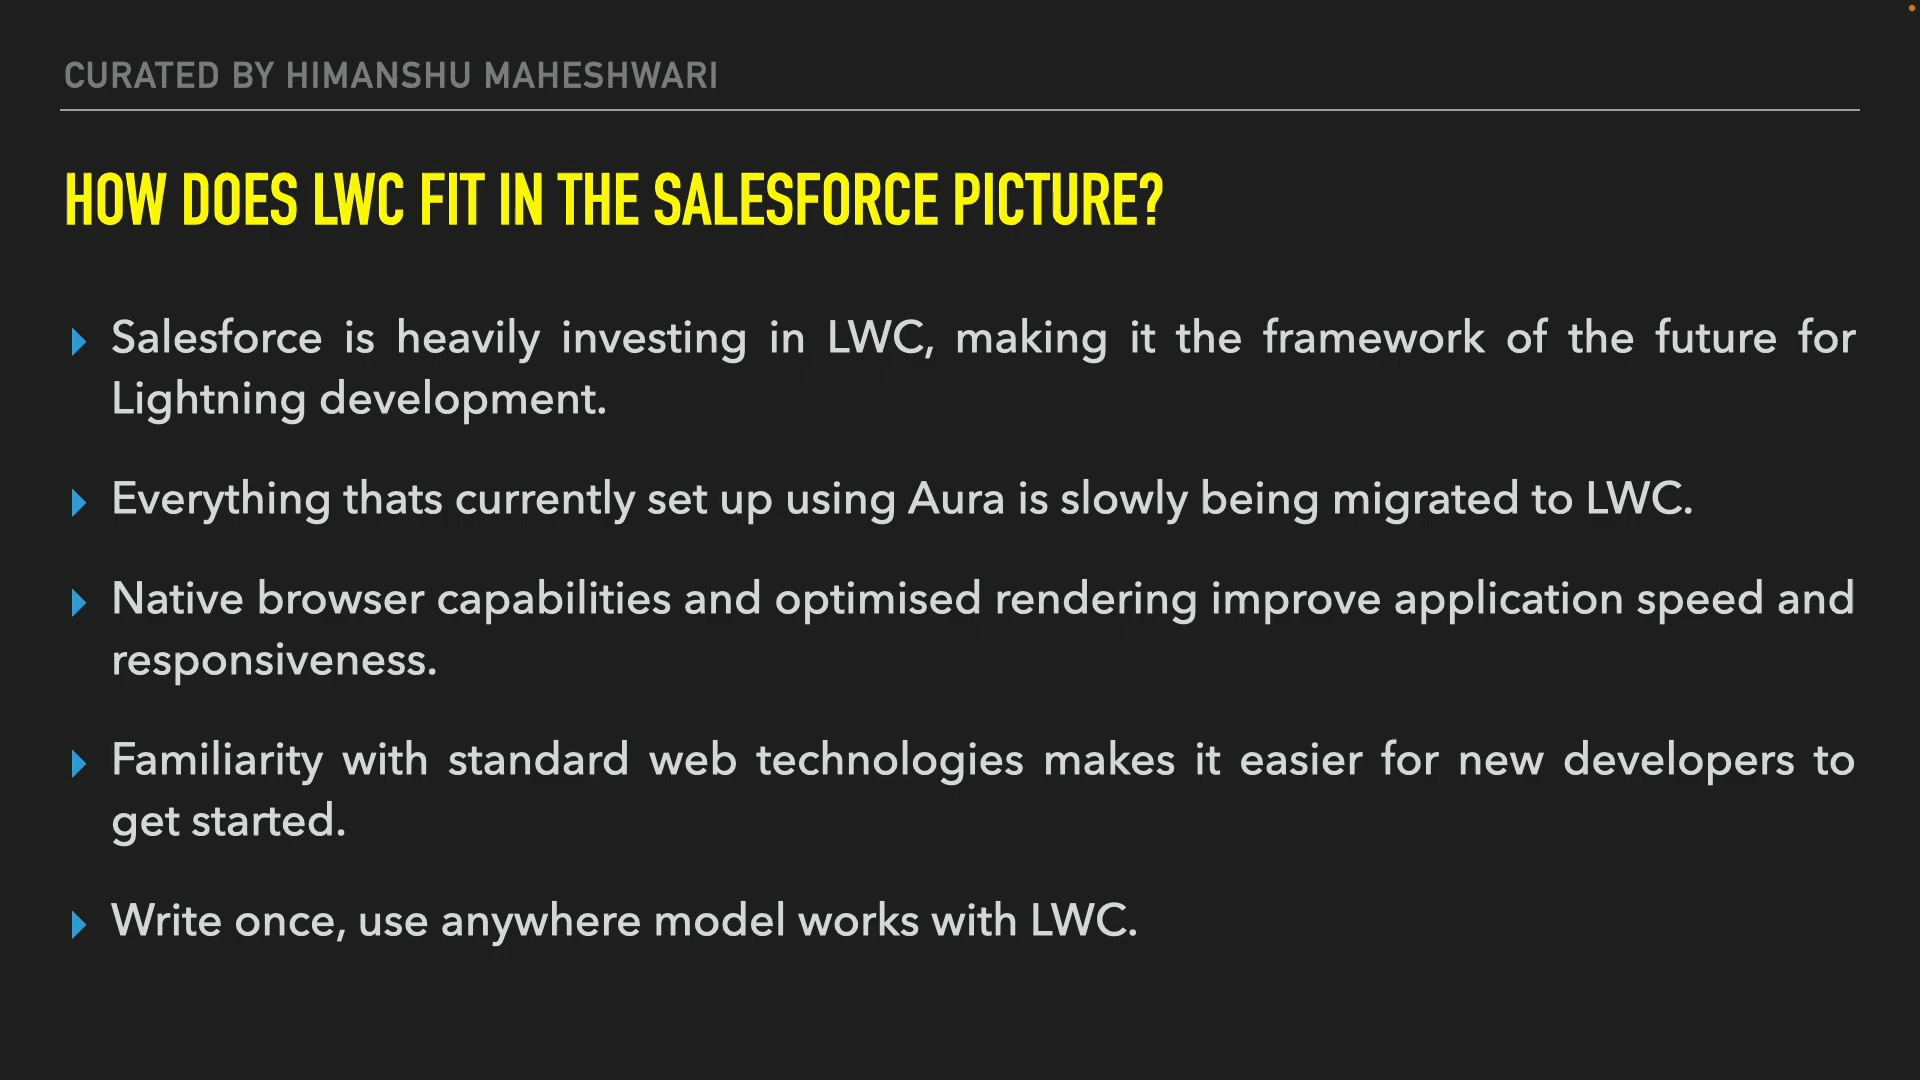 CURATED BY HIMANSHU MAHESHWARI
HOW DOES LWC FIT IN THE SALESFORCE PICTURE?
Salesforce is heavily investing in LWC, making it the framework of the future for
Lightning development.
Everything thats currently set up using Aura is slowly being migrated to LWC.
Native browser capabilities and optimised rendering improve application speed and
responsiveness.
Familiarity with standard web technologies makes it easier for new developers to
get started.
Write once, use anywhere model works with LWC.